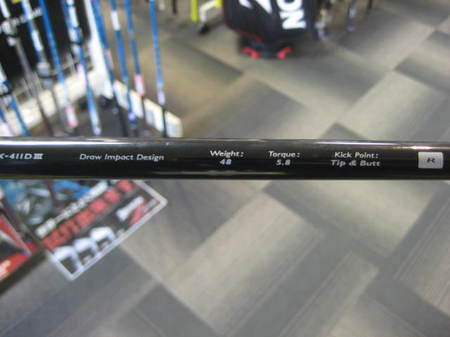 K-411D III
Draw Impact Design
Weight:
48
Torque:
5.8
Kick Point:
Tip & Butt
R